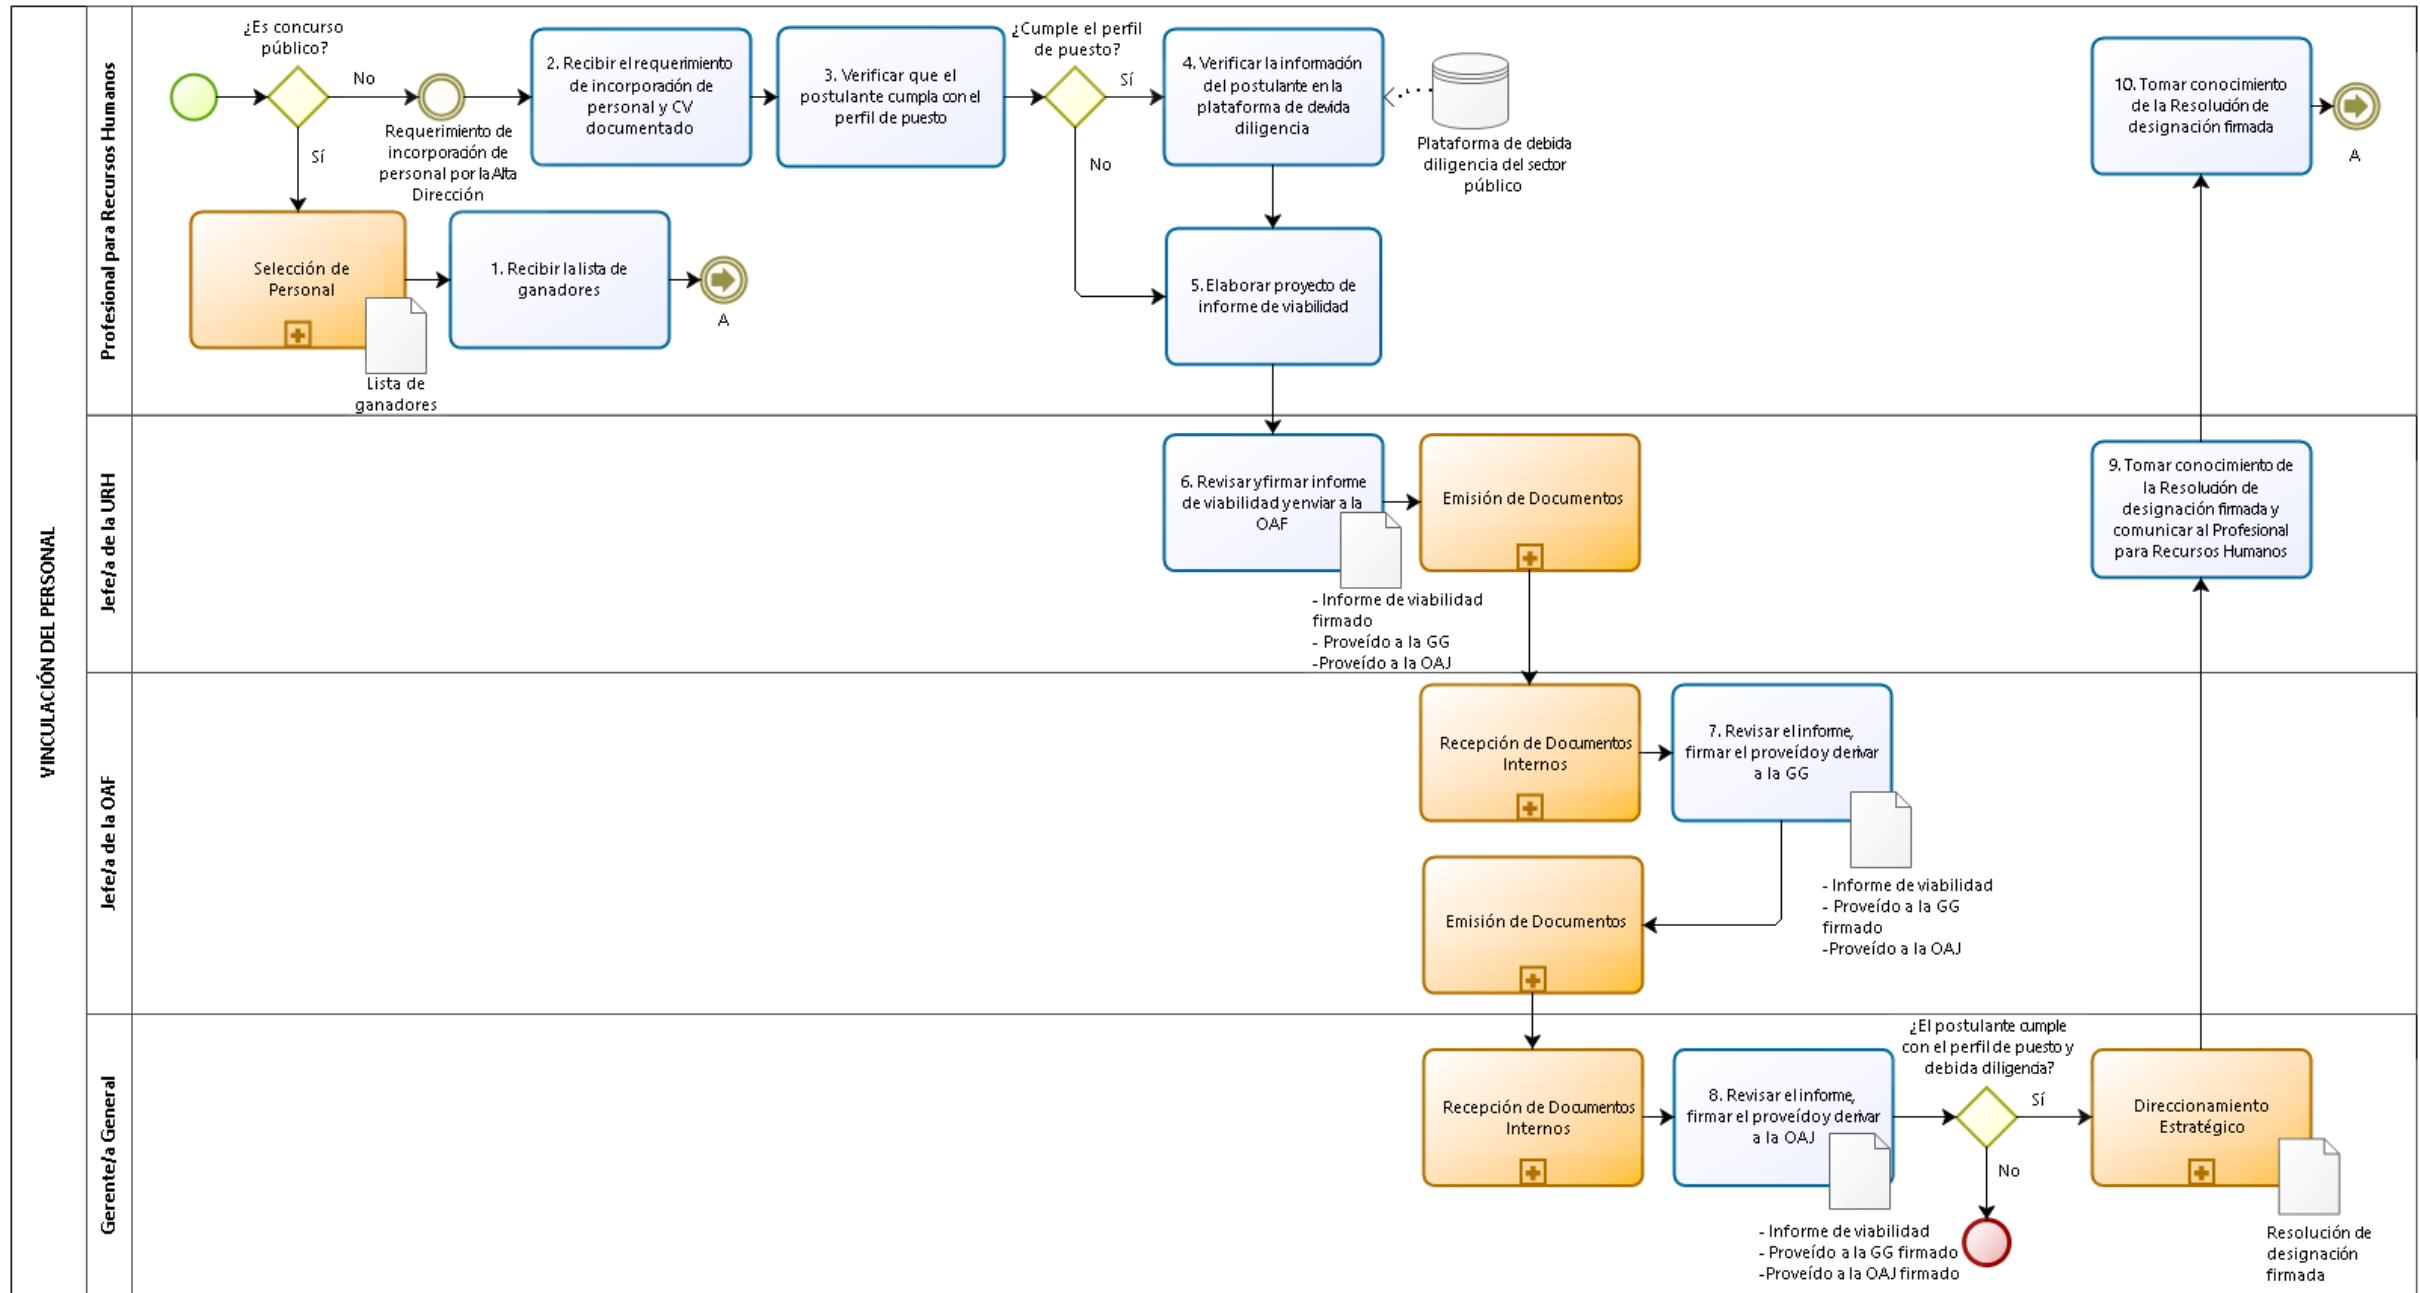 VINCULACIÓN DEL PERSONAL
Profesional para Recursos Humanos
¿Es concurso
público?
No
Sí
Requerimiento de
incorporación de
personal por la Alta
Dirección
2. Recibir el requerimiento
de incorporación de
personal y CV
documentado
3. Verificar que el
postulante cumpla con el
perfil de puesto
¿Cumple el perfil
de puesto?
Sí
No
4. Verificar la información
del postulante en la
plataforma de devida
diligencia
Plataforma de debida
diligencia del sector
público
10. Tomar conocimiento
de la Resolución de
designación firmada
A
Selección de
Personal
Lista de
ganadores
1. Recibir la lista de
ganadores
A
5. Elaborar proyecto de
informe de viabilidad
Jefe/a de la URH
6. Revisar y firmar informe
de viabilidad y enviar a la
OAF
- Informe de viabilidad
firmado
- Proveído a la GG
-Proveído a la OAJ
Emisión de Documentos
9. Tomar conocimiento de
la Resolución de
designación firmada y
comunicar al Profesional
para Recursos Humanos
Jefe/a de la OAF
Recepción de Documentos
Internos
7. Revisar el informe,
firmar el proveído y derivar
a la GG
- Informe de viabilidad
- Proveído a la GG
firmado
-Proveído a la OAJ
Emisión de Documentos
Gerente/a General
Recepción de Documentos
Internos
8. Revisar el informe,
firmar el proveído y derivar
a la OAJ
- Informe de viabilidad
- Proveído a la GG firmado
-Proveído a la OAJ firmado
¿El postulante cumple
con el perfil de puesto y
debida diligencia?
Sí
No
Direccionamiento
Estratégico
Resolución de
designación
firmada